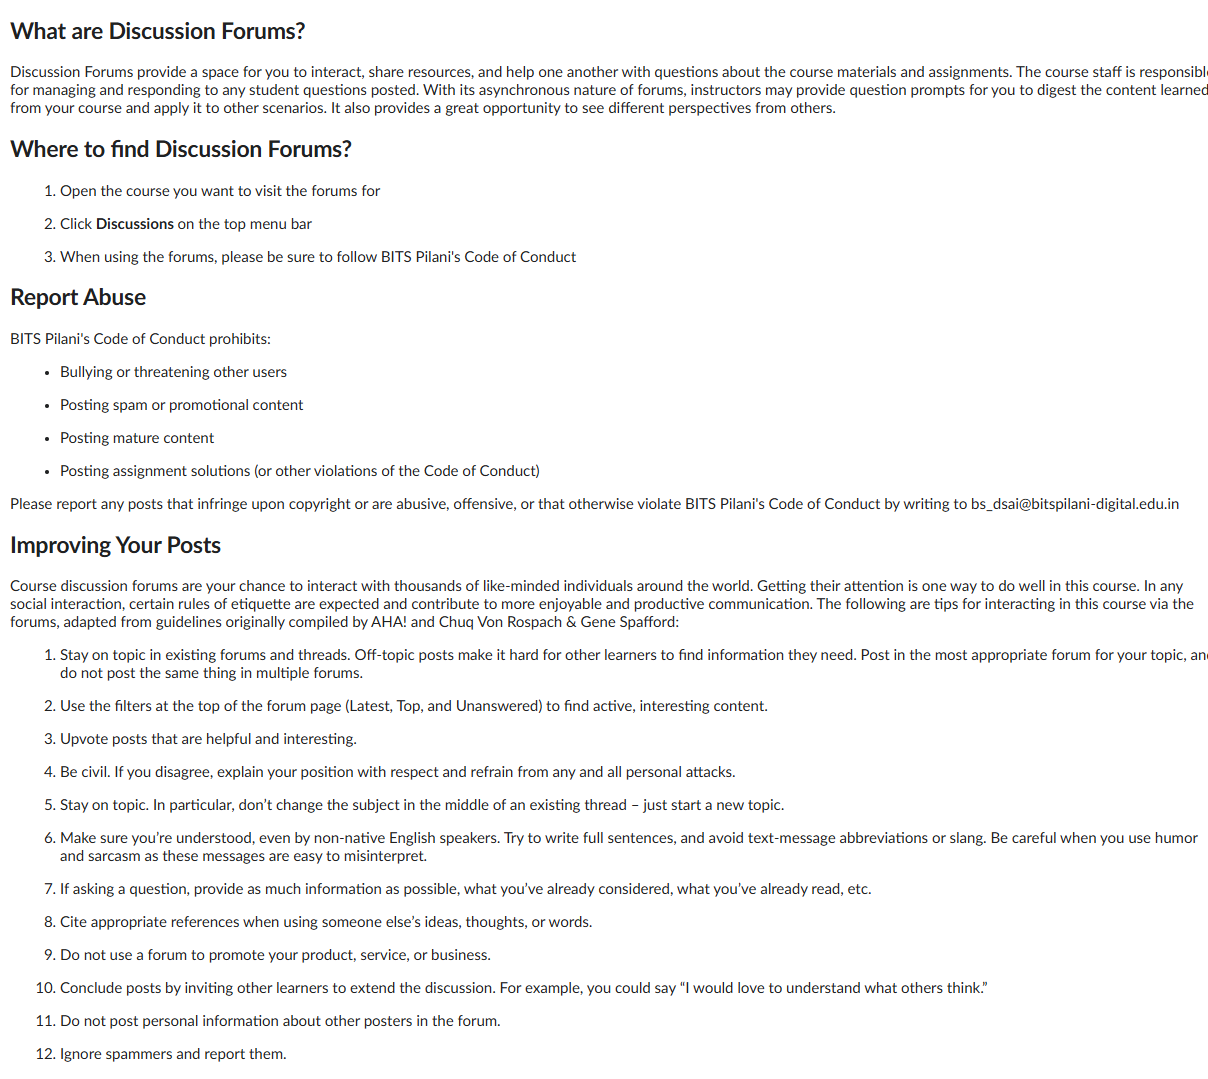 What are Discussion Forums?
Discussion Forums provide a space for you to interact, share resources, and help one another with questions about the course materials and assignments. The course staff is
for managing and responding to any student questions posted. With its asynchronous nature of forums, instructors may provide question prompts for you to digest the content learned
from your course and apply it to other scenarios. It also provides a great opportunity to see different perspectives from others.
Where to find Discussion Forums?
1. Open the course you want to visit the forums for
2. Click Discussions on the top menu bar
3. When using the forums, please be sure to follow BITS Pilani's Code of Conduct
Report Abuse
BITS Pilani's Code of Conduct prohibits:
• Bullying or threatening other users
• Posting spam or promotional content
• Posting mature content
• Posting assignment solutions (or other violations of the Code of Conduct)
Please report any posts that infringe upon copyright or are abusive, offensive, or that otherwise violate BITS Pilani's Code of Conduct by writing to bs_dsai@bitspilani-digital.edu.in
Improving Your Posts
Course discussion forums are your chance to interact with thousands of like-minded individuals around the world. Getting their attention is one way to do well in this course. In any
social interaction, certain rules of etiquette are expected and contribute to more enjoyable and productive communication. The following are tips for interacting in this course via the
forums, adapted from guidelines originally compiled by AHA! and Chuq Von Rospach & Gene Spafford:
1. Stay on topic in existing forums and threads. Off-topic posts make it hard for other learners to find information they need. Post in the most appropriate forum for your topic,
do not post the same thing in multiple forums.
2. Use the filters at the top of the forum page (Latest, Top, and Unanswered) to find active, interesting content.
3. Upvote posts that are helpful and interesting.
4. Be civil. If you disagree, explain your position with respect and refrain from any and all personal attacks.
5. Stay on topic. In particular, don’t change the subject in the middle of an existing thread – just start a new topic.
6. Make sure you’re understood, even by non-native English speakers. Try to write full sentences, and avoid text-message abbreviations or slang. Be careful when you use humor
and sarcasm as these messages are easy to misinterpret.
7. If asking a question, provide as much information as possible, what you’ve already considered, what you’ve already read, etc.
8. Cite appropriate references when using someone else’s ideas, thoughts, or words.
9. Do not use a forum to promote your product, service, or business.
10. Conclude posts by inviting other learners to extend the discussion. For example, you could say “I would love to understand what others think.”
11. Do not post personal information about other posters in the forum.
12. Ignore spammers and report them.